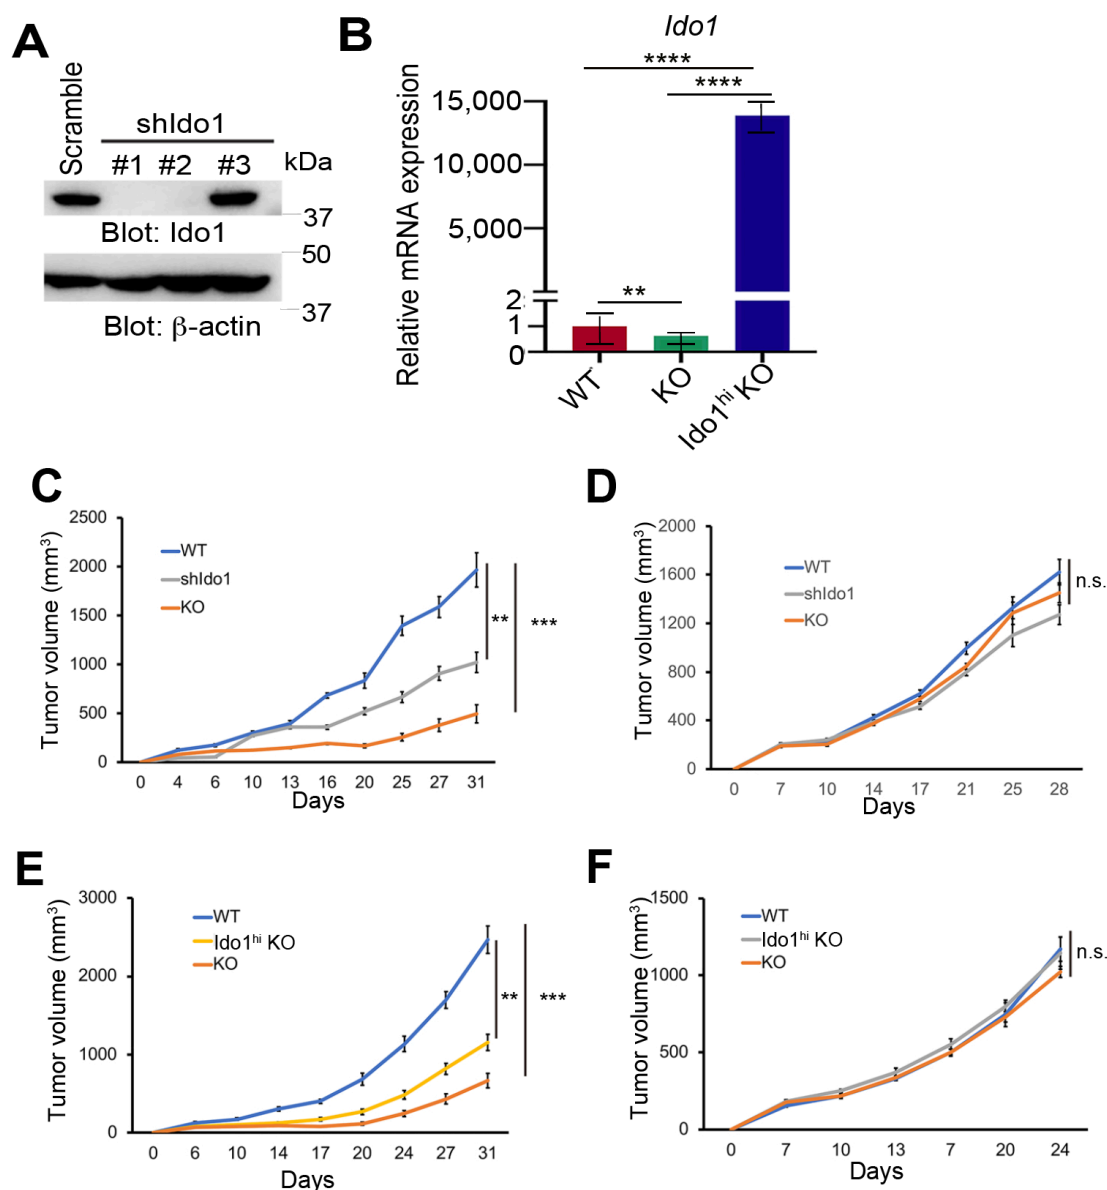 A
Scramble
shIdo1
#1 #2 #3
kDa
37
Blot: Ido1
50
37
Blot: β-actin
B
Ido1
****
****
Relative mRNA expression
15,000
10,000
5,000
2
1
0
**
WT
KO
Ido1hi KO
C
Tumor volume (mm3)
2500
2000
1500
1000
500
0
WT
shIdo1
KO
**
***
0 4 6 10 13 16 20 25 27 31
Days
D
Tumor volume (mm3)
2000
1600
1200
800
400
0
WT
shIdo1
KO
n.s.
0 7 10 14 17 21 25 28
Days
E
Tumor volume (mm3)
3000
2000
1000
0
WT
Ido1hi KO
KO
**
***
0 6 10 14 17 20 24 27 31
Days
F
Tumor volume (mm3)
1500
1000
500
0
WT
Ido1hi KO
KO
n.s.
0 7 10 13 7 20 24
Days